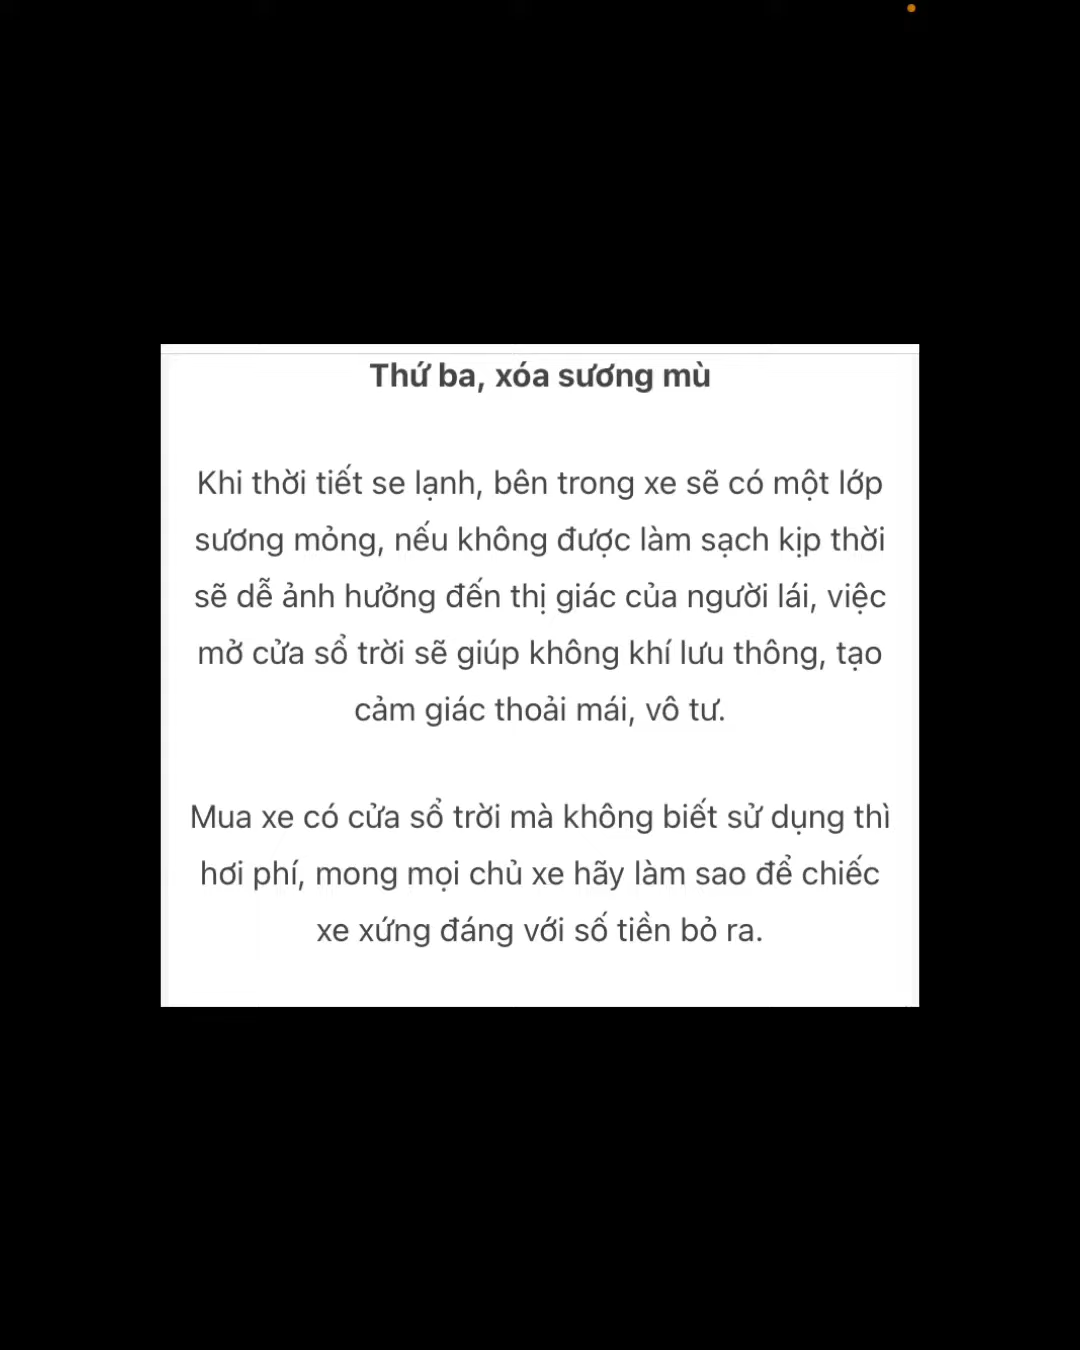 Thứ ba, xóa sương mù
Khi thời tiết se lạnh, bên trong xe sẽ có một lớp
sương mỏng, nếu không được làm sạch kịp thời
sẽ dễ ảnh hưởng đến thị giác của người lái, việc
mở cửa sổ trời sẽ giúp không khí lưu thông, tạo
cảm giác thoải mái, vô tư.
Mua xe có cửa sổ trời mà không biết sử dụng thì
hơi phí, mong mọi chủ xe hãy làm sao để chiếc
xe xứng đáng với số tiền bỏ ra.